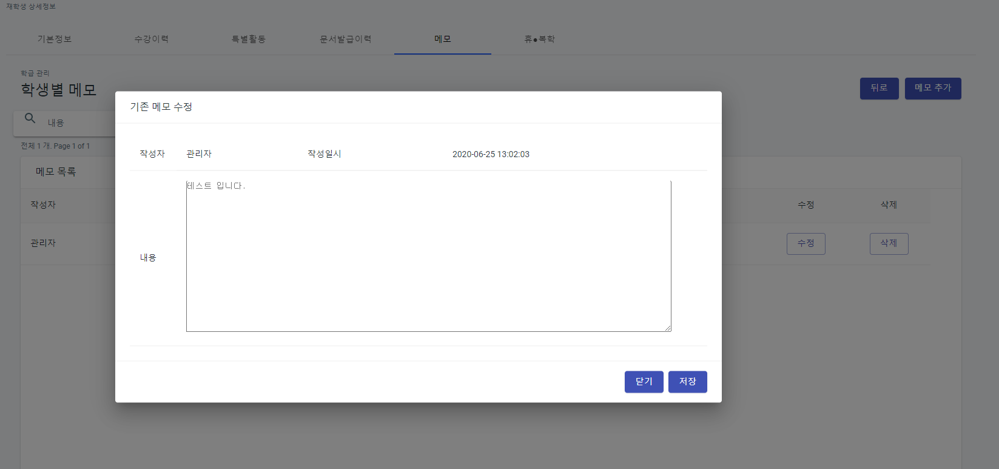 재학생 상세정보
기본정보 수강이력 특별활동 문서발급이력 메모 휴●복학
학급 관리
학생별 메모
뒤로 메모 추가
내용
전체 1 개. Page 1 of 1
메모 목록
작성자 수정 삭제
관리자 수정 삭제
기존 메모 수정
작성자 관리자 작성일시 2020-06-25 13:02:03
내용 테스트 입니다.
닫기 저장